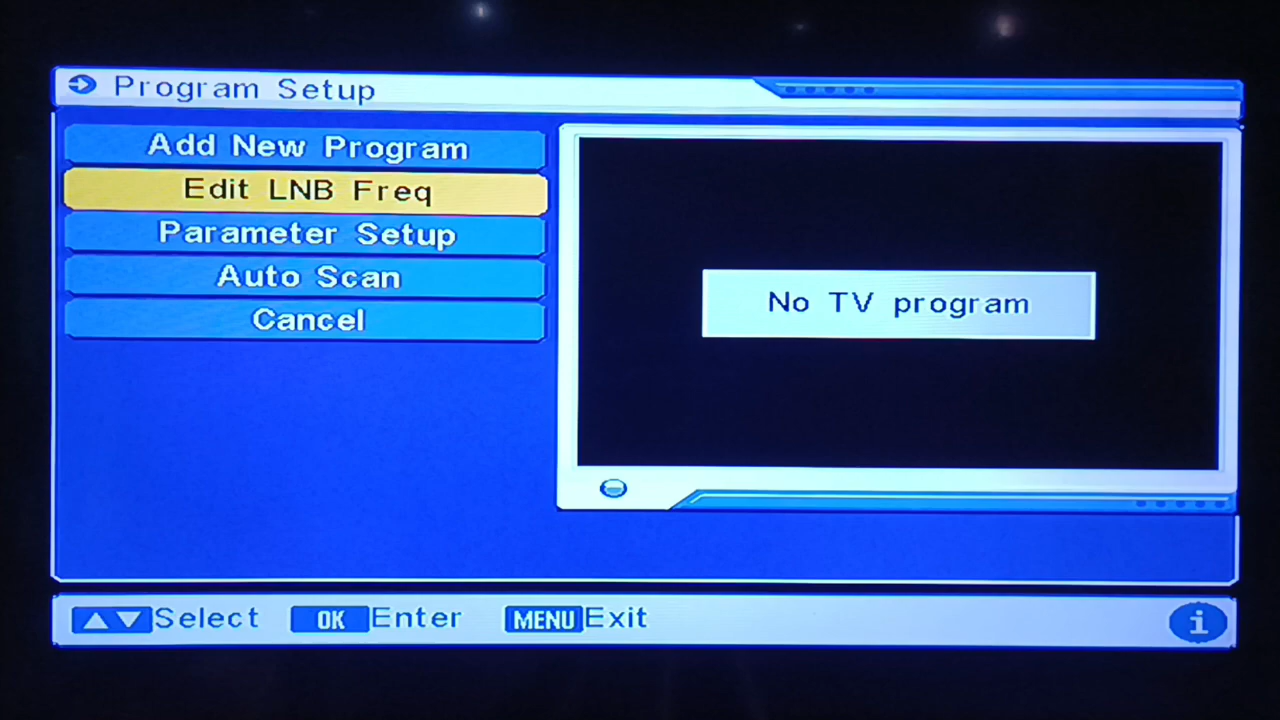 Program Setup
Add New Program
Edit LNB Freq
Parameter Setup
Auto Scan
Cancel
No TV program
Select OK Enter MENU Exit i